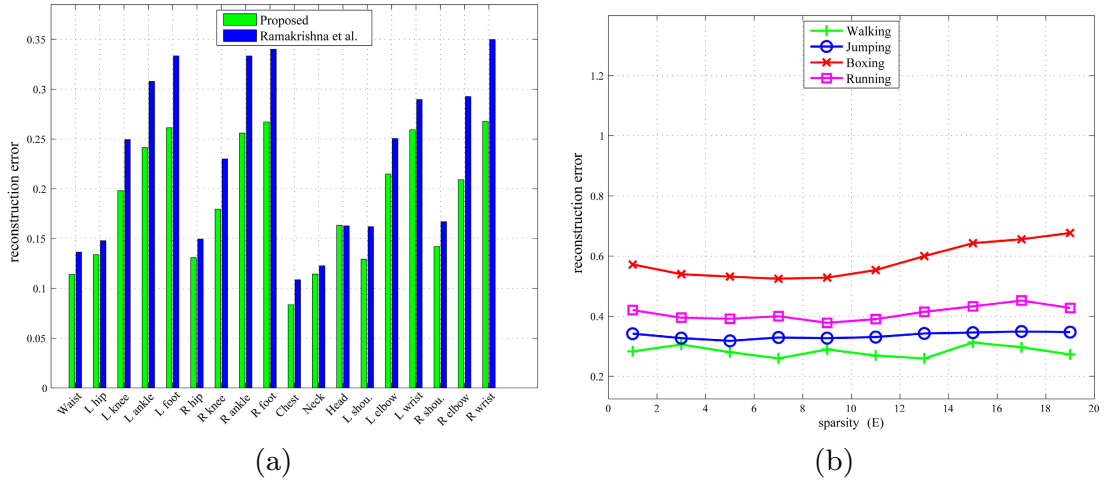 Proposed
Ramakrishna et al.
reconstruction error
0.35
0.3
0.25
0.2
0.15
0.1
0.05
0
Waist
L hip
L knee
L ankle
L foot
R hip
R knee
R ankle
R foot
Chest
Neck
Head
L shou.
L elbow
L wrist
R shou.
R elbow
R wrist
(a)
Walking
Jumping
Boxing
Running
reconstruction error
1.2
1
0.8
0.6
0.4
0.2
0 2 4 6 8 10 12 14 16 18 20
sparsity (E)
(b)